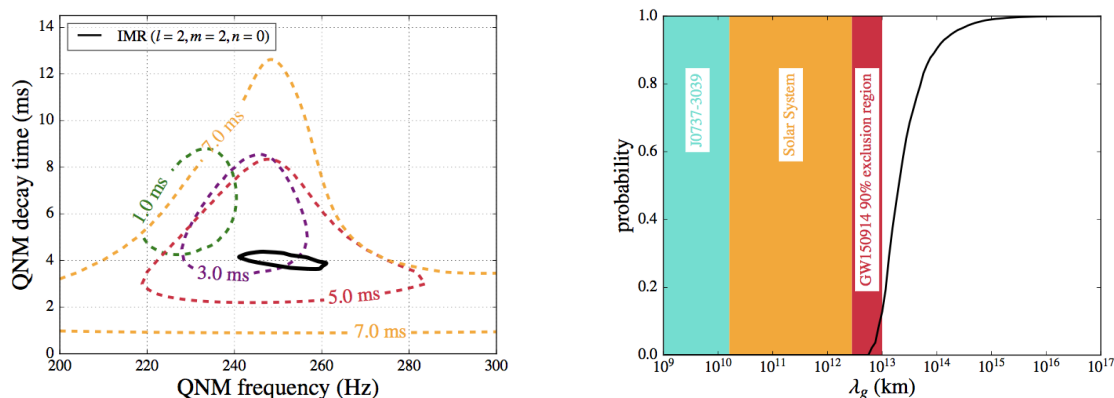 IMR (l = 2, m = 2, n = 0)
QNM decay time (ms)
14
12
10
8
6
4
2
0
7.0 ms
1.0 ms
3.0 ms
5.0 ms
7.0 ms
200
220
240
260
280
300
QNM frequency (Hz)
probability
1.0
0.8
0.6
0.4
0.2
0.0
J0737-3039
Solar System
GW150914 90% exclusion region
10⁹
10¹⁰
10¹¹
10¹²
10¹³
10¹⁴
10¹⁵
10¹⁶
10¹⁷
λ_g (km)